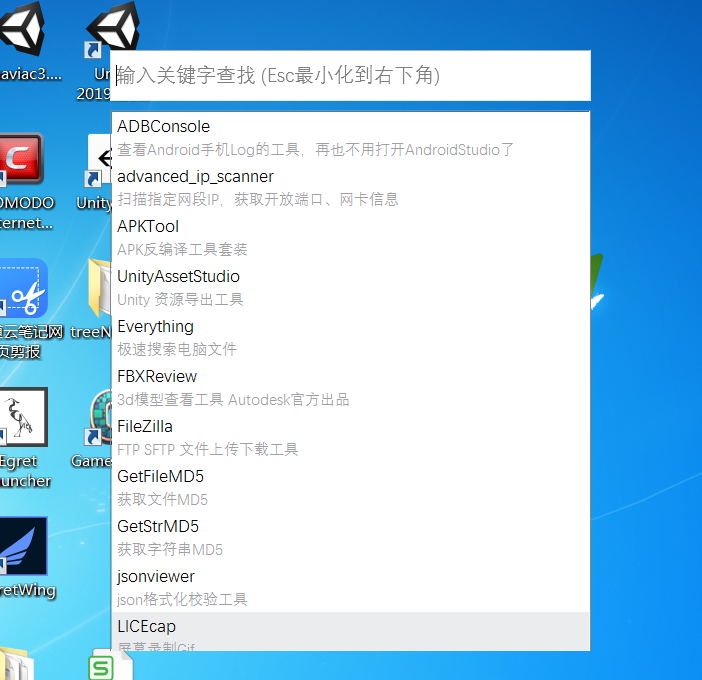 aviac3....
Un
2019
输入关键字查找 (Esc最小化到右下角)
ADBConsole
查看Android手机Log的工具，再也不用打开AndroidStudio了
advanced_ip_scanner
扫描指定网段IP，获取开放端口、网卡信息
APKTool
APK反编译工具套装
UnityAssetStudio
Unity 资源导出工具
Everything
极速搜索电脑文件
FBXReview
3d模型查看工具 Autodesk官方出品
FileZilla
FTP SFTP 文件上传下载工具
GetFileMD5
获取文件MD5
GetStrMD5
获取字符串MD5
jsonviewer
json格式化校验工具
LICEcap
屏幕录制Gif
OMODO
ternet...
Unity
云笔记网
页剪报
treeN
Egret
uncher
Game
retWing